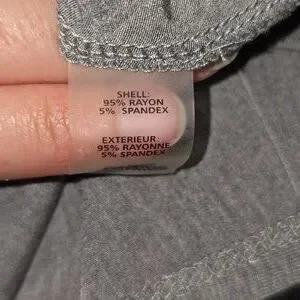 SHELL:
95% RAYON
5% SPANDEX
EXTERIEUR:
95% RAYONNE
5% SPANDEX